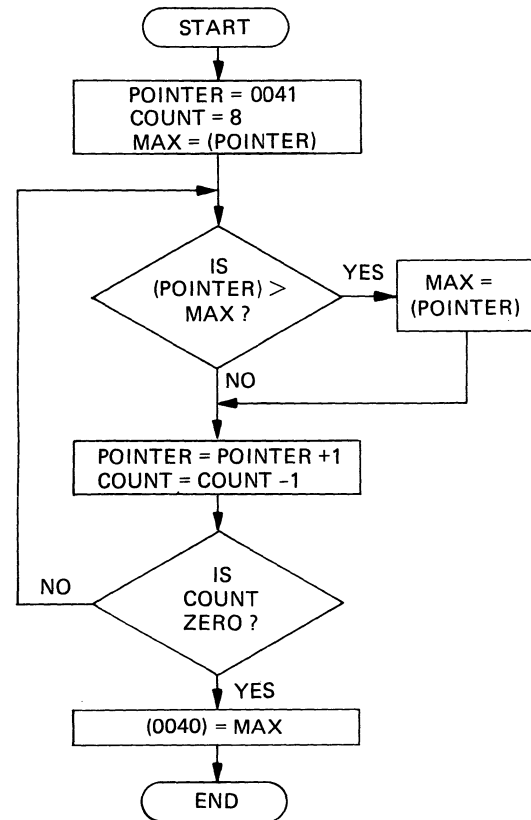 START
POINTER = 0041
COUNT = 8
MAX = (POINTER)
IS
(POINTER) >
MAX ?
YES
MAX =
(POINTER)
NO
POINTER = POINTER +1
COUNT = COUNT -1
NO
IS
COUNT
ZERO ?
YES
(0040) = MAX
END